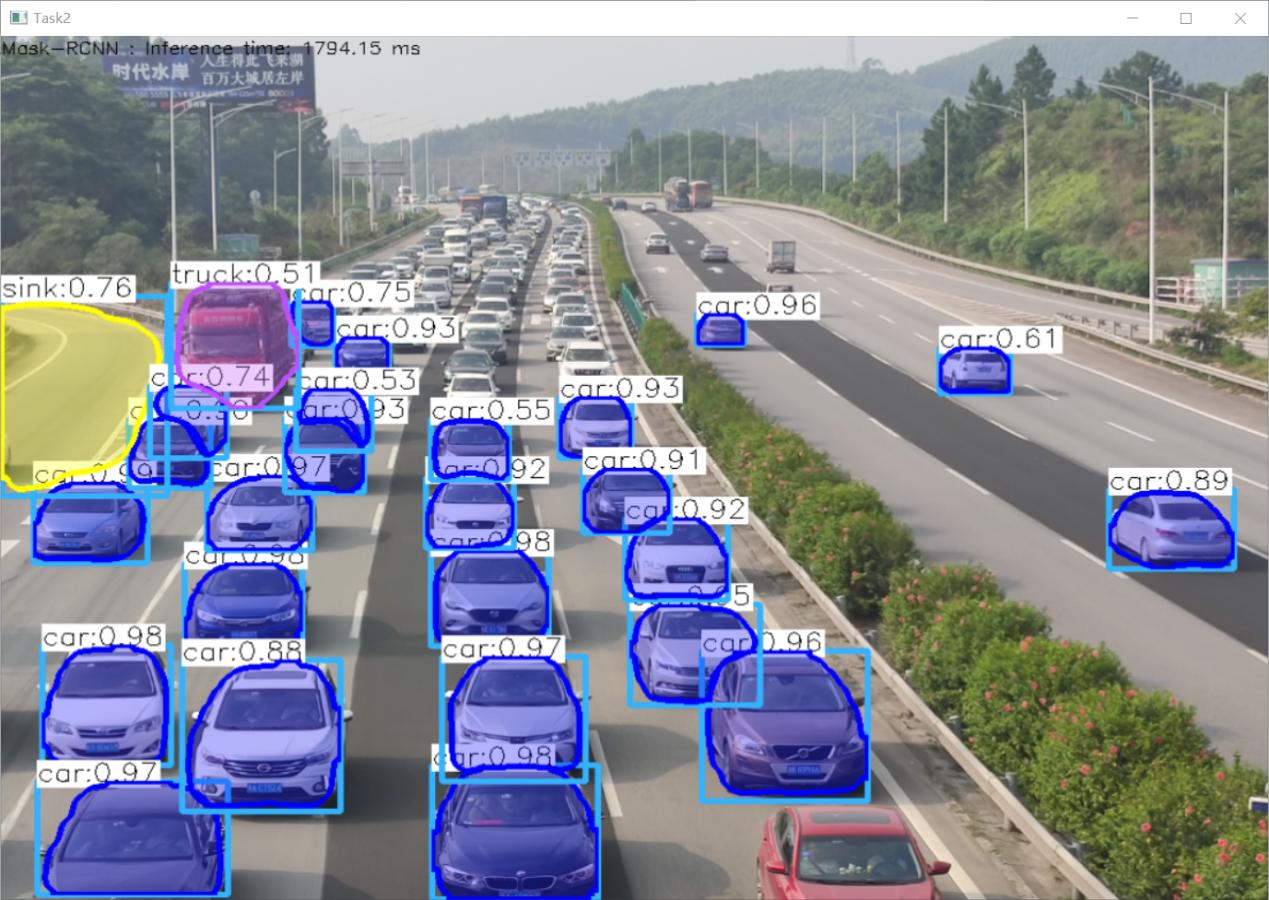 Task2
Mask-RCNN : Inference time: 1794.15 ms
时代水岸
人生得此飞来湖
百万大城居左岸
sink:0.76
truck:0.51
car:0.75
car:0.93
car:0.96
car:0.61
car:0.74
car:0.53
car:0.93
car:0.55
car:0.93
car:0.97
car:0.92
car:0.91
car:0.89
car:0.92
car:0.98
car:0.98
car:0.98
car:0.88
car:0.97
car:0.96
car:0.97
car:0.98